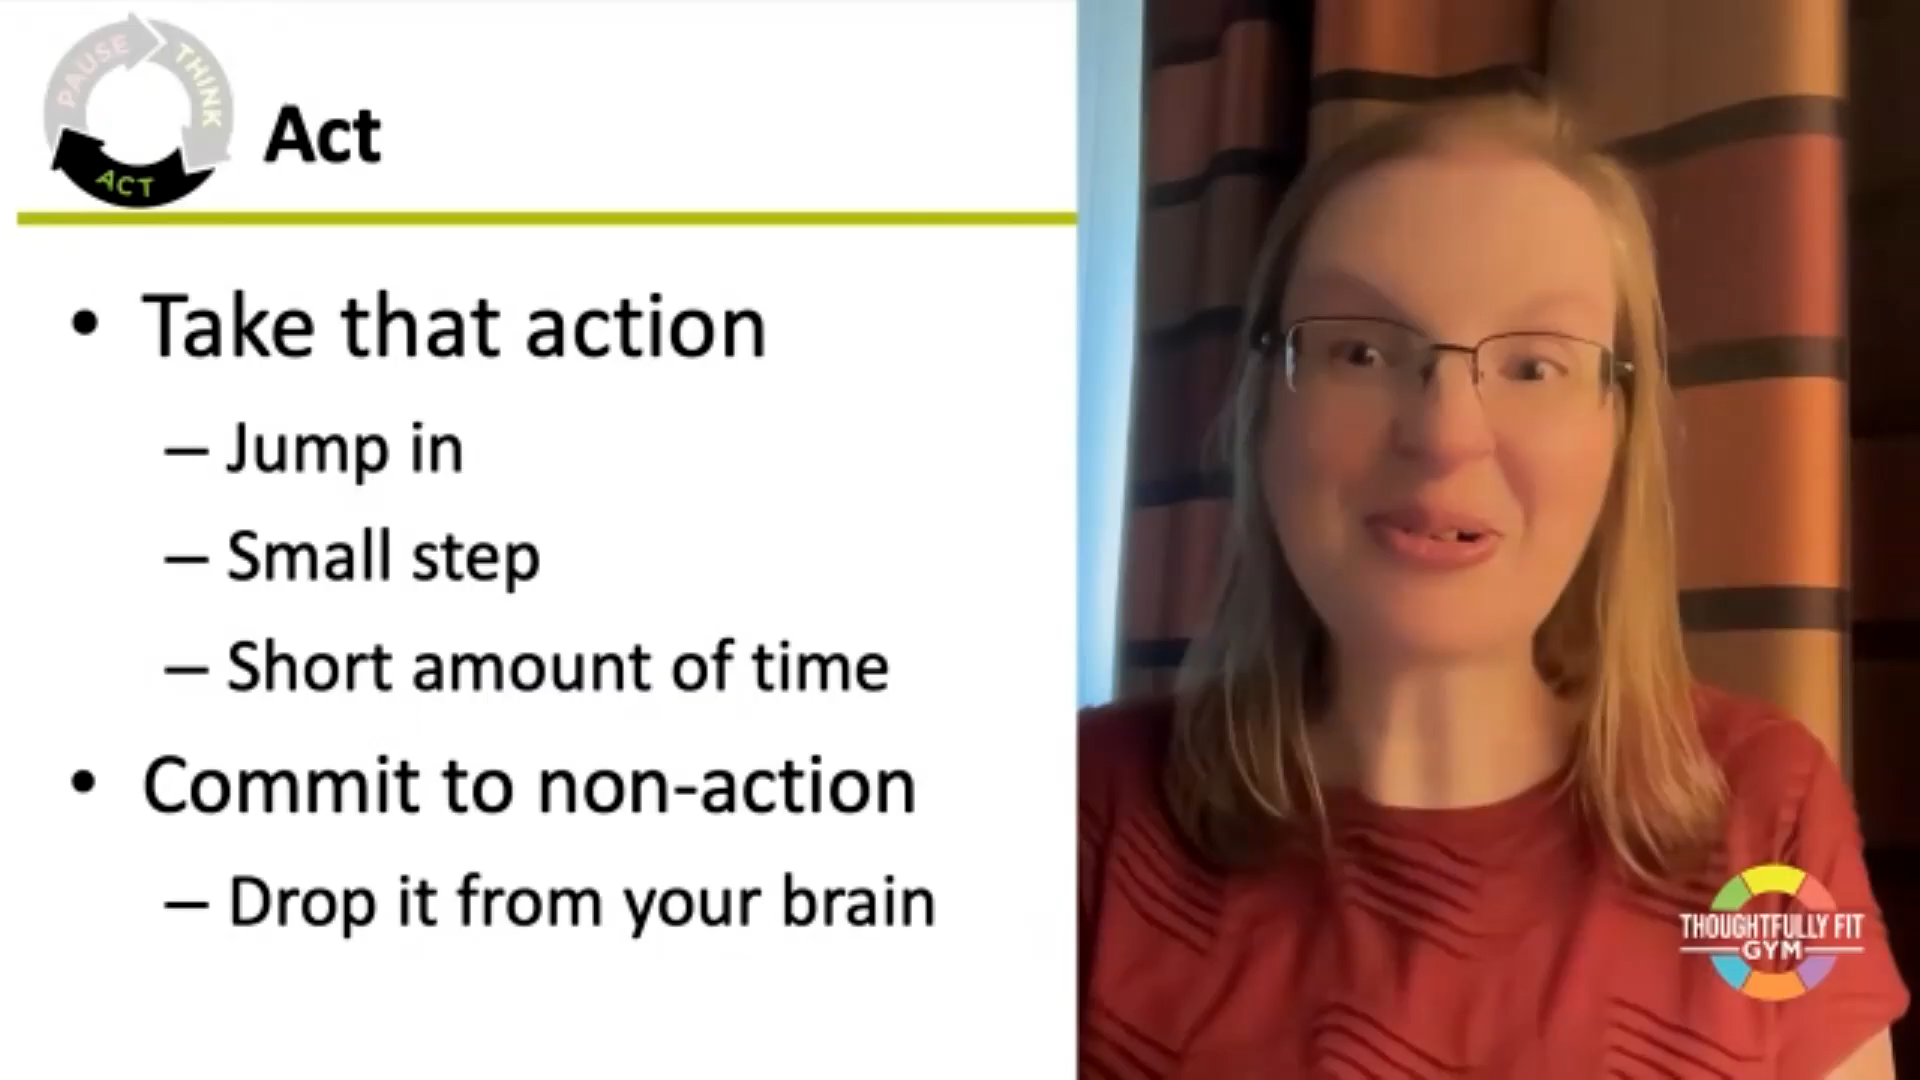 PAUSE
THINK
ACT
Act
• Take that action
– Jump in
– Small step
– Short amount of time
• Commit to non-action
– Drop it from your brain
THOUGHTFULLY FIT
GYM